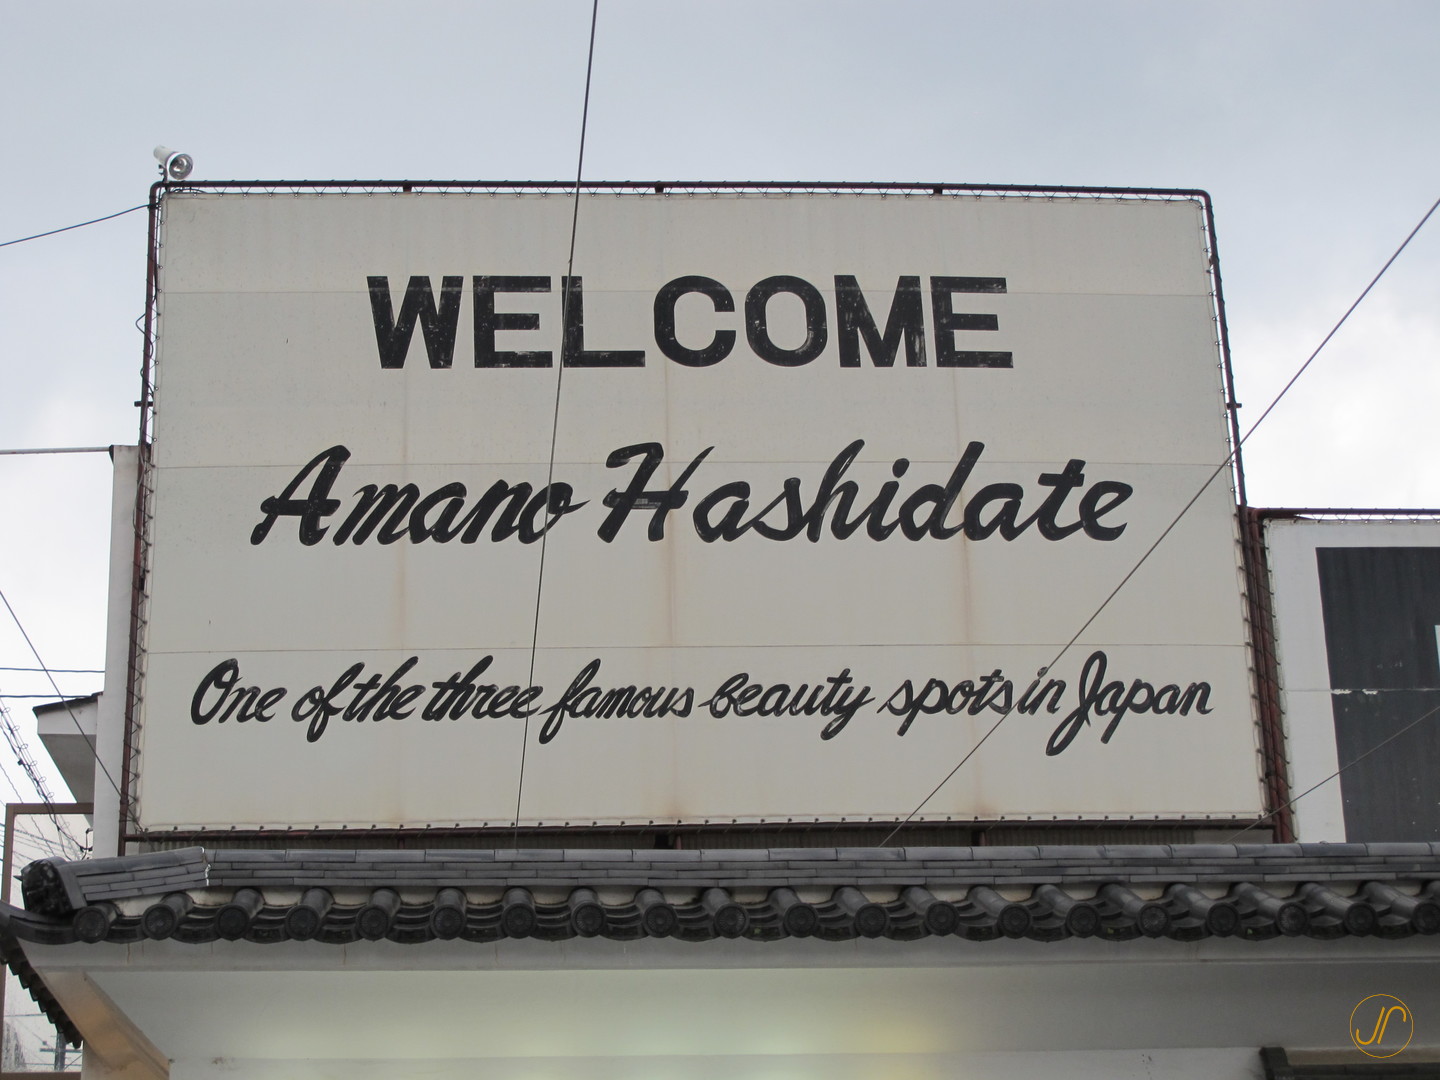 WELCOME
Amano Hashidate
One of the three famous beauty spots in Japan